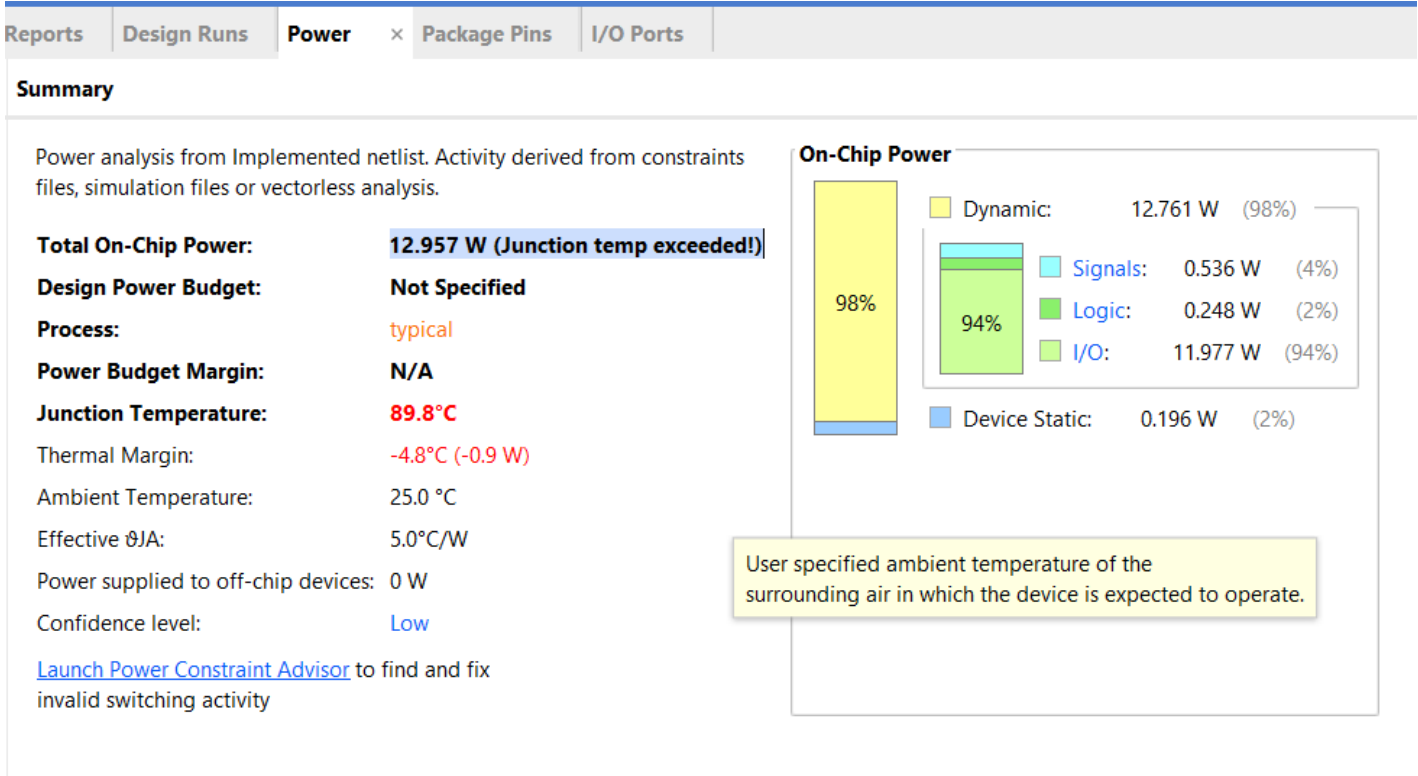 Reports Design Runs Power × Package Pins I/O Ports
Summary
Power analysis from Implemented netlist. Activity derived from constraints
files, simulation files or vectorless analysis.
Total On-Chip Power: 12.957 W (Junction temp exceeded!)
Design Power Budget: Not Specified
Process: typical
Power Budget Margin: N/A
Junction Temperature: 89.8°C
Thermal Margin: -4.8°C (-0.9 W)
Ambient Temperature: 25.0 °C
Effective ϑJA: 5.0°C/W
Power supplied to off-chip devices: 0 W
Confidence level: Low
Launch Power Constraint Advisor to find and fix
invalid switching activity
On-Chip Power
Dynamic: 12.761 W (98%)
98%
94%
Signals: 0.536 W (4%)
Logic: 0.248 W (2%)
I/O: 11.977 W (94%)
Device Static: 0.196 W (2%)
User specified ambient temperature of the
surrounding air in which the device is expected to operate.